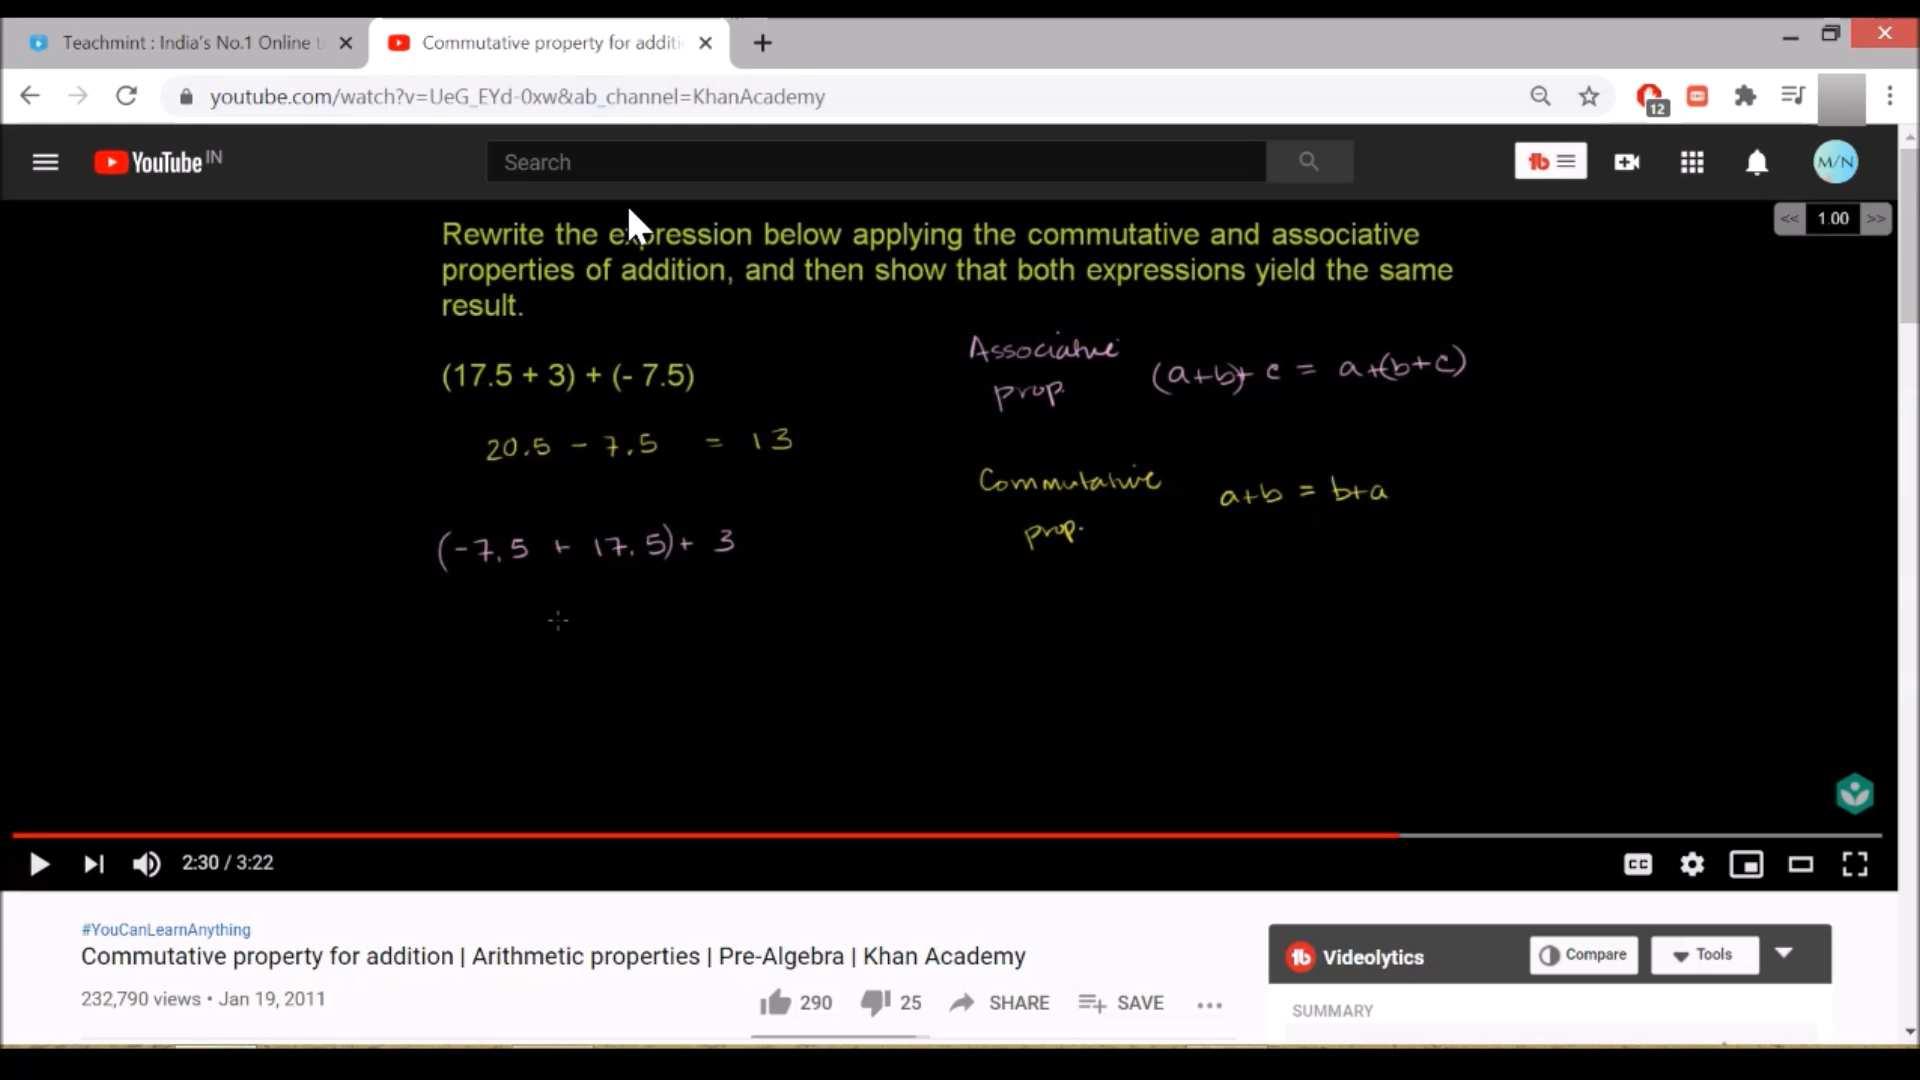 Teachmint : India's No.1 Online t
Commutative property for additi
youtube.com/watch?v=UeG_EYd-0xw&ab_channel=KhanAcademy
12
YouTube IN
Search
M/N
<< 1.00 >>
Rewrite the expression below applying the commutative and associative
properties of addition, and then show that both expressions yield the same
result.
Associative
prop.
(a+b)+ c = a+(b+c)
(17.5 + 3) + (- 7.5)
20.5 - 7.5 = 13
Commutative
prop.
a+b = b+a
(-7.5 + 17.5)+ 3
2:30 / 3:22
CC
#YouCanLearnAnything
Commutative property for addition | Arithmetic properties | Pre-Algebra | Khan Academy
232,790 views • Jan 19, 2011
290
25
SHARE
SAVE
Videolytics
Compare
Tools
SUMMARY